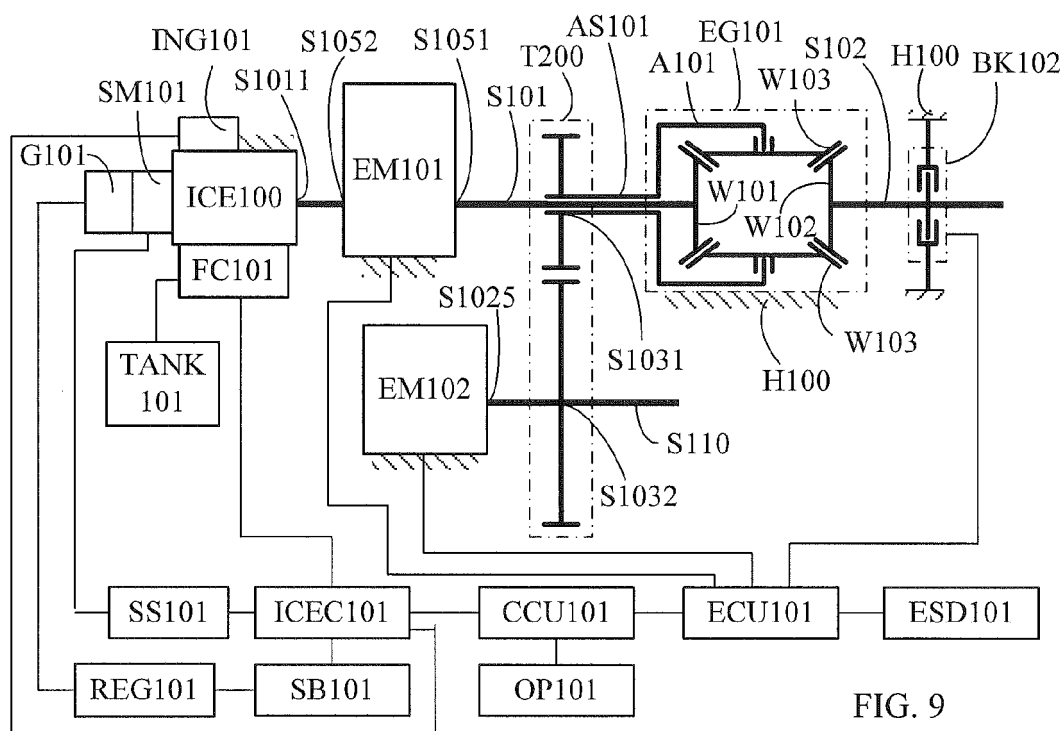 ING101
S1052
S1051
AS101
EG101
S102
H100
BK102
T200
SM101
S1011
A101
W103
S101
G101
ICE100
EM101
W101
W102
FC101
S1025
TANK
101
EM102
S1031
W103
H100
S110
S1032
SS101
ICEC101
CCU101
ECU101
ESD101
REG101
SB101
OP101
FIG. 9